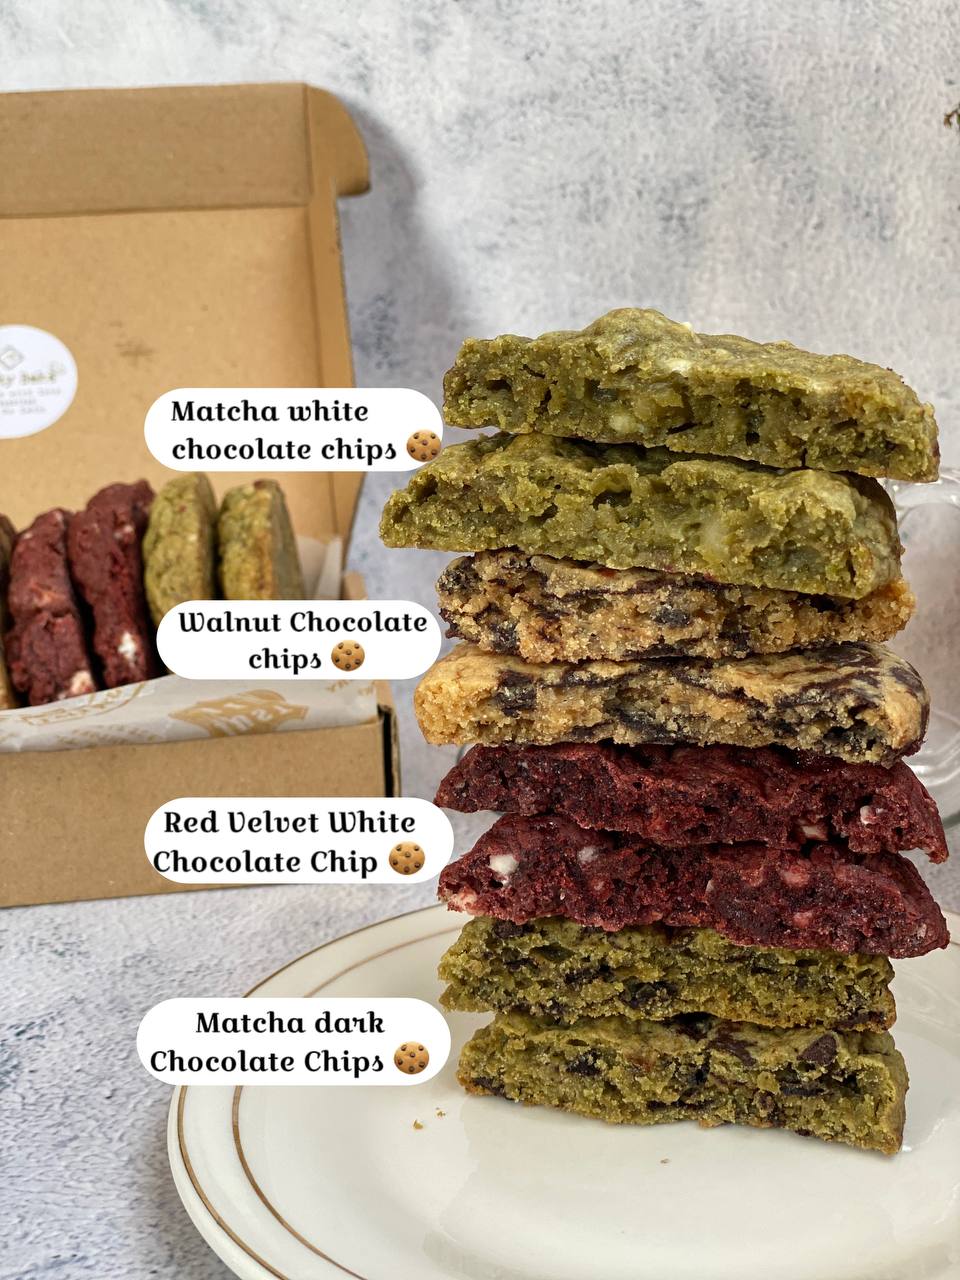 Matcha white
chocolate chips
Walnut Chocolate
chips
Red Velvet White
Chocolate Chip
Matcha dark
Chocolate Chips